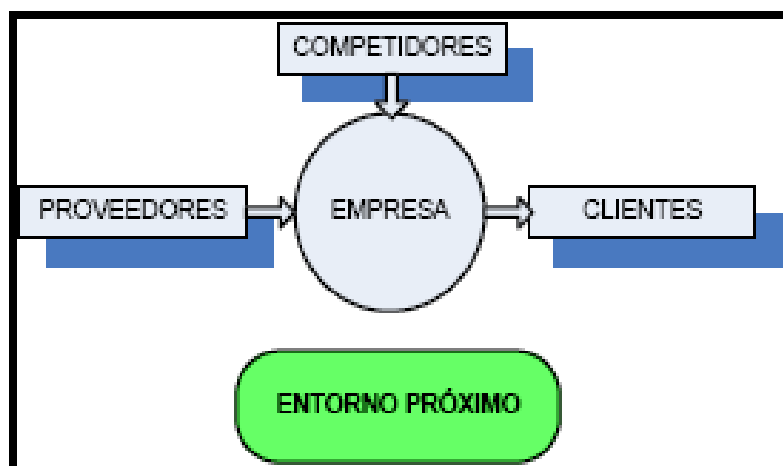 COMPETIDORES
PROVEEDORES
EMPRESA
CLIENTES
ENTORNO PRÓXIMO